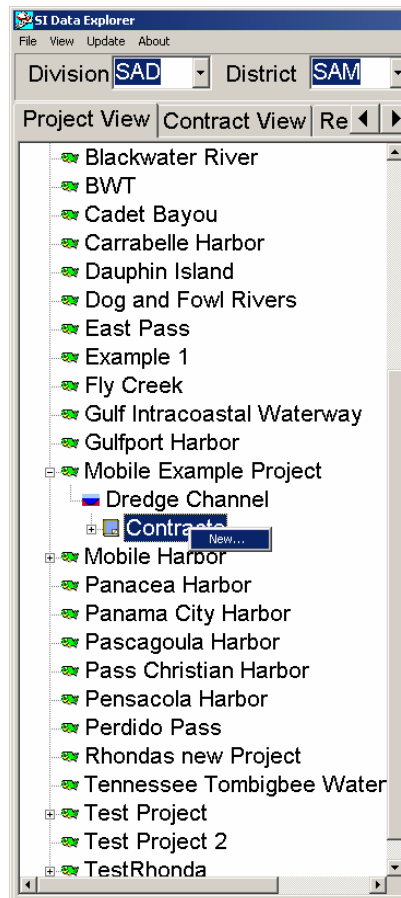 SI Data Explorer
File View Update About
Division SAD District SAM
Project View Contract View Re
Blackwater River
BWT
Cadet Bayou
Carrabelle Harbor
Dauphin Island
Dog and Fowl Rivers
East Pass
Example 1
Fly Creek
Gulf Intracoastal Waterway
Gulfport Harbor
Mobile Example Project
Dredge Channel
Contracts
New...
Mobile Harbor
Panacea Harbor
Panama City Harbor
Pascagoula Harbor
Pass Christian Harbor
Pensacola Harbor
Perdido Pass
Rhondas new Project
Tennessee Tombigbee Water
Test Project
Test Project 2
TestRhonda